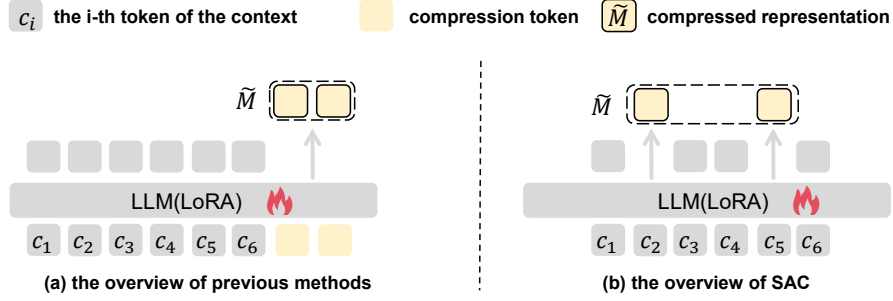 c_i the i-th token of the context compression token M̃ compressed representation
M̃
M̃
LLM(LoRA)
LLM(LoRA)
c_1 c_2 c_3 c_4 c_5 c_6
c_1 c_2 c_3 c_4 c_5 c_6
(a) the overview of previous methods
(b) the overview of SAC